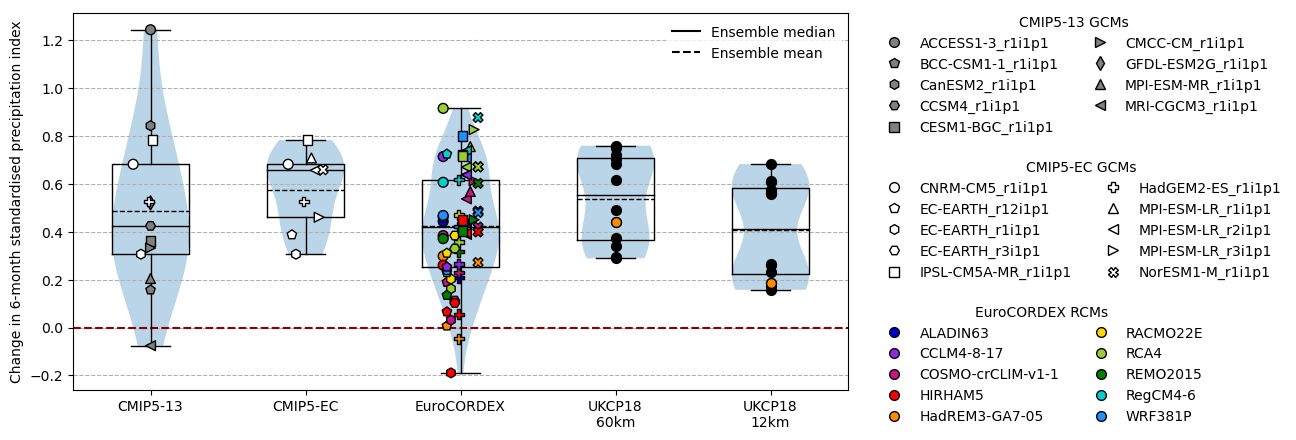 Change in 6-month standardised precipitation index
1.2
1.0
0.8
0.6
0.4
0.2
0.0
−0.2
Ensemble median
Ensemble mean
CMIP5-13
CMIP5-EC
EuroCORDEX
UKCP18
60km
UKCP18
12km
CMIP5-13 GCMs
ACCESS1-3_r1i1p1
BCC-CSM1-1_r1i1p1
CanESM2_r1i1p1
CCSM4_r1i1p1
CESM1-BGC_r1i1p1
CMCC-CM_r1i1p1
GFDL-ESM2G_r1i1p1
MPI-ESM-MR_r1i1p1
MRI-CGCM3_r1i1p1
CMIP5-EC GCMs
CNRM-CM5_r1i1p1
EC-EARTH_r12i1p1
EC-EARTH_r1i1p1
EC-EARTH_r3i1p1
IPSL-CM5A-MR_r1i1p1
HadGEM2-ES_r1i1p1
MPI-ESM-LR_r1i1p1
MPI-ESM-LR_r2i1p1
MPI-ESM-LR_r3i1p1
NorESM1-M_r1i1p1
EuroCORDEX RCMs
ALADIN63
CCLM4-8-17
COSMO-crCLIM-v1-1
HIRHAM5
HadREM3-GA7-05
RACMO22E
RCA4
REMO2015
RegCM4-6
WRF381P